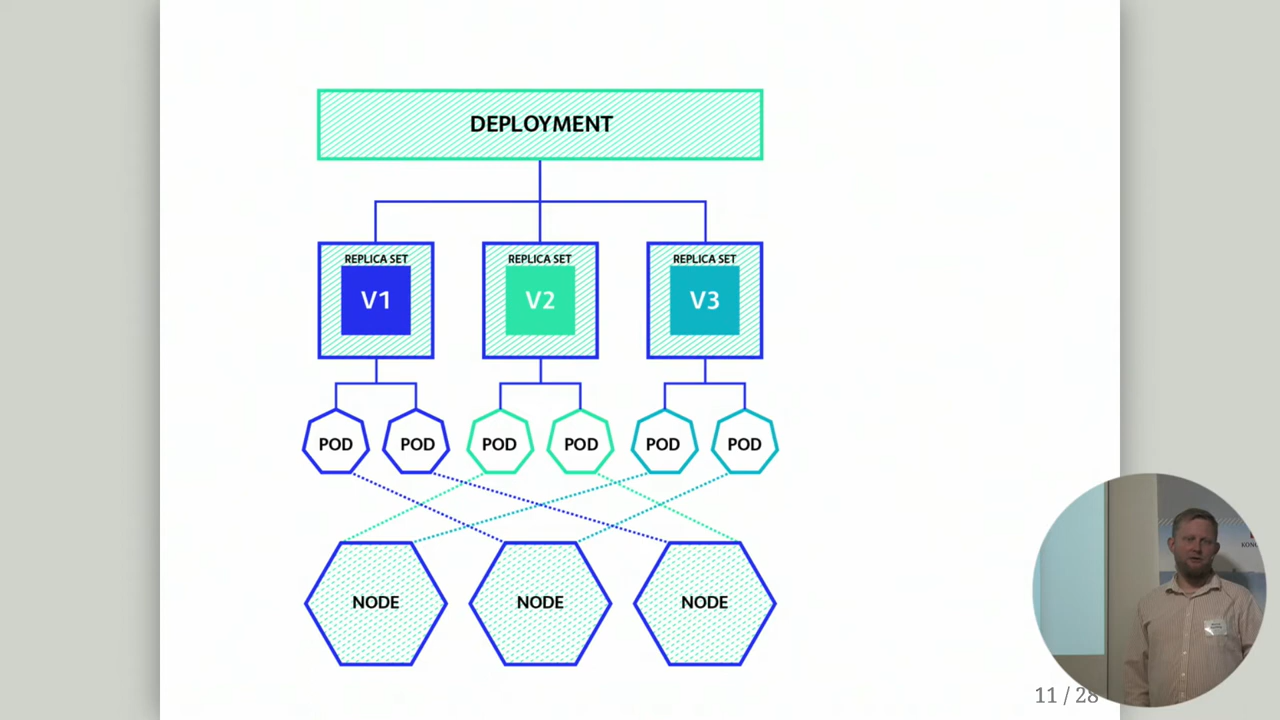 DEPLOYMENT
REPLICA SET
V1
REPLICA SET
V2
REPLICA SET
V3
POD
POD
POD
POD
POD
POD
NODE
NODE
NODE
11 / 28